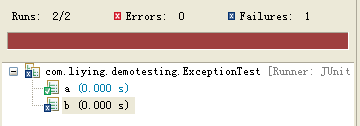 Runs: 2/2 Errors: 0 Failures: 1
com.liying.demotesting.ExceptionTest [Runner: JUnit
a (0.000 s)
b (0.000 s)